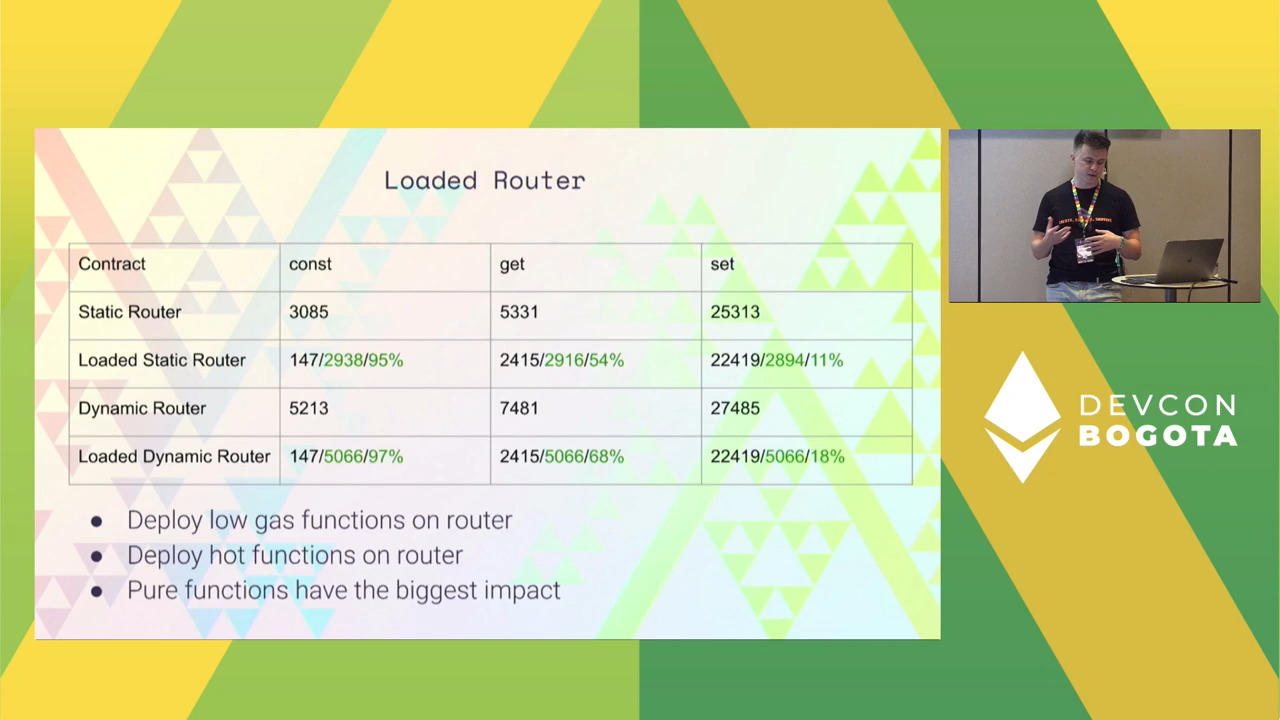 Loaded Router
Contract const get set
Static Router 3085 5331 25313
Loaded Static Router 147/2938/95% 2415/2916/54% 22419/2894/11%
Dynamic Router 5213 7481 27485
Loaded Dynamic Router 147/5066/97% 2415/5066/68% 22419/5066/18%
● Deploy low gas functions on router
● Deploy hot functions on router
● Pure functions have the biggest impact
DEVCON
BOGOTA